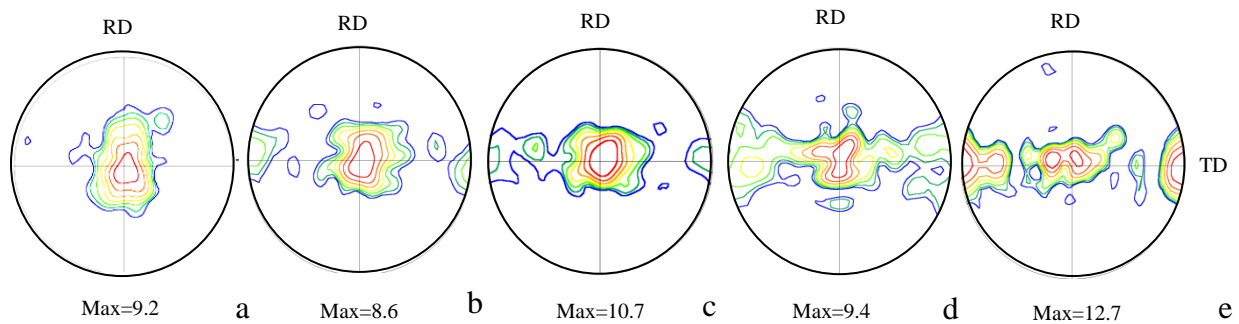 RD RD RD RD RD
TD
Max=9.2 a Max=8.6 b Max=10.7 c Max=9.4 d Max=12.7 e